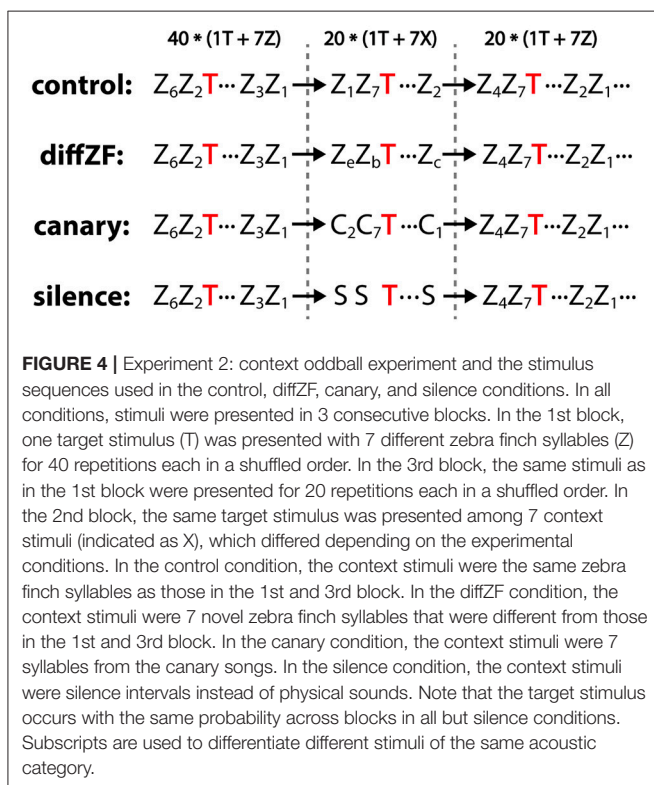 40 * (1T + 7Z) 20 * (1T + 7X) 20 * (1T + 7Z)
control: Z₆Z₂T···Z₃Z₁→Z₁Z₇T···Z₂→Z₄Z₇T···Z₂Z₁···
diffZF: Z₆Z₂T···Z₃Z₁→ZₑZbT···Zc→Z₄Z₇T···Z₂Z₁···
canary: Z₆Z₂T···Z₃Z₁→C₂C₇T···C₁→Z₄Z₇T···Z₂Z₁···
silence: Z₆Z₂T···Z₃Z₁→S S T···S→Z₄Z₇T···Z₂Z₁···
FIGURE 4 | Experiment 2: context oddball experiment and the stimulus
sequences used in the control, diffZF, canary, and silence conditions. In all
conditions, stimuli were presented in 3 consecutive blocks. In the 1st block,
one target stimulus (T) was presented with 7 different zebra finch syllables (Z)
for 40 repetitions each in a shuffled order. In the 3rd block, the same stimuli as
in the 1st block were presented for 20 repetitions each in a shuffled order. In
the 2nd block, the same target stimulus was presented among 7 context
stimuli (indicated as X), which differed depending on the experimental
conditions. In the control condition, the context stimuli were the same zebra
finch syllables as those in the 1st and 3rd block. In the diffZF condition, the
context stimuli were 7 novel zebra finch syllables that were different from those
in the 1st and 3rd block. In the canary condition, the context stimuli were 7
syllables from the canary songs. In the silence condition, the context stimuli
were silence intervals instead of physical sounds. Note that the target stimulus
occurs with the same probability across blocks in all but silence conditions.
Subscripts are used to differentiate different stimuli of the same acoustic
category.